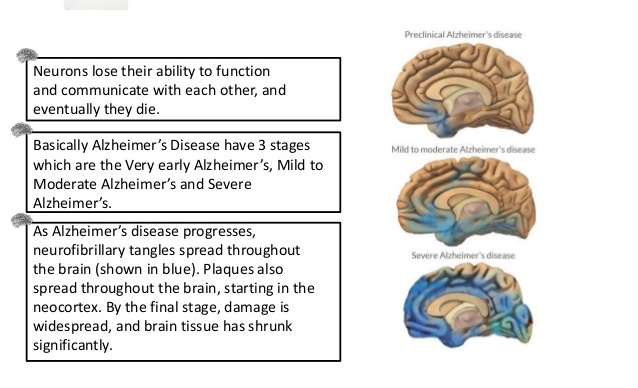 Neurons lose their ability to function
and communicate with each other, and
eventually they die.
Basically Alzheimer's Disease have 3 stages
which are the Very early Alzheimer's, Mild to
Moderate Alzheimer's and Severe
Alzheimer's.
As Alzheimer's disease progresses,
neurofibrillary tangles spread throughout
the brain (shown in blue). Plaques also
spread throughout the brain, starting in the
neocortex. By the final stage, damage is
widespread, and brain tissue has shrunk
significantly.
Preclinical Alzheimer's disease
Mild to moderate Alzheimer's disease
Severe Alzheimer's disease